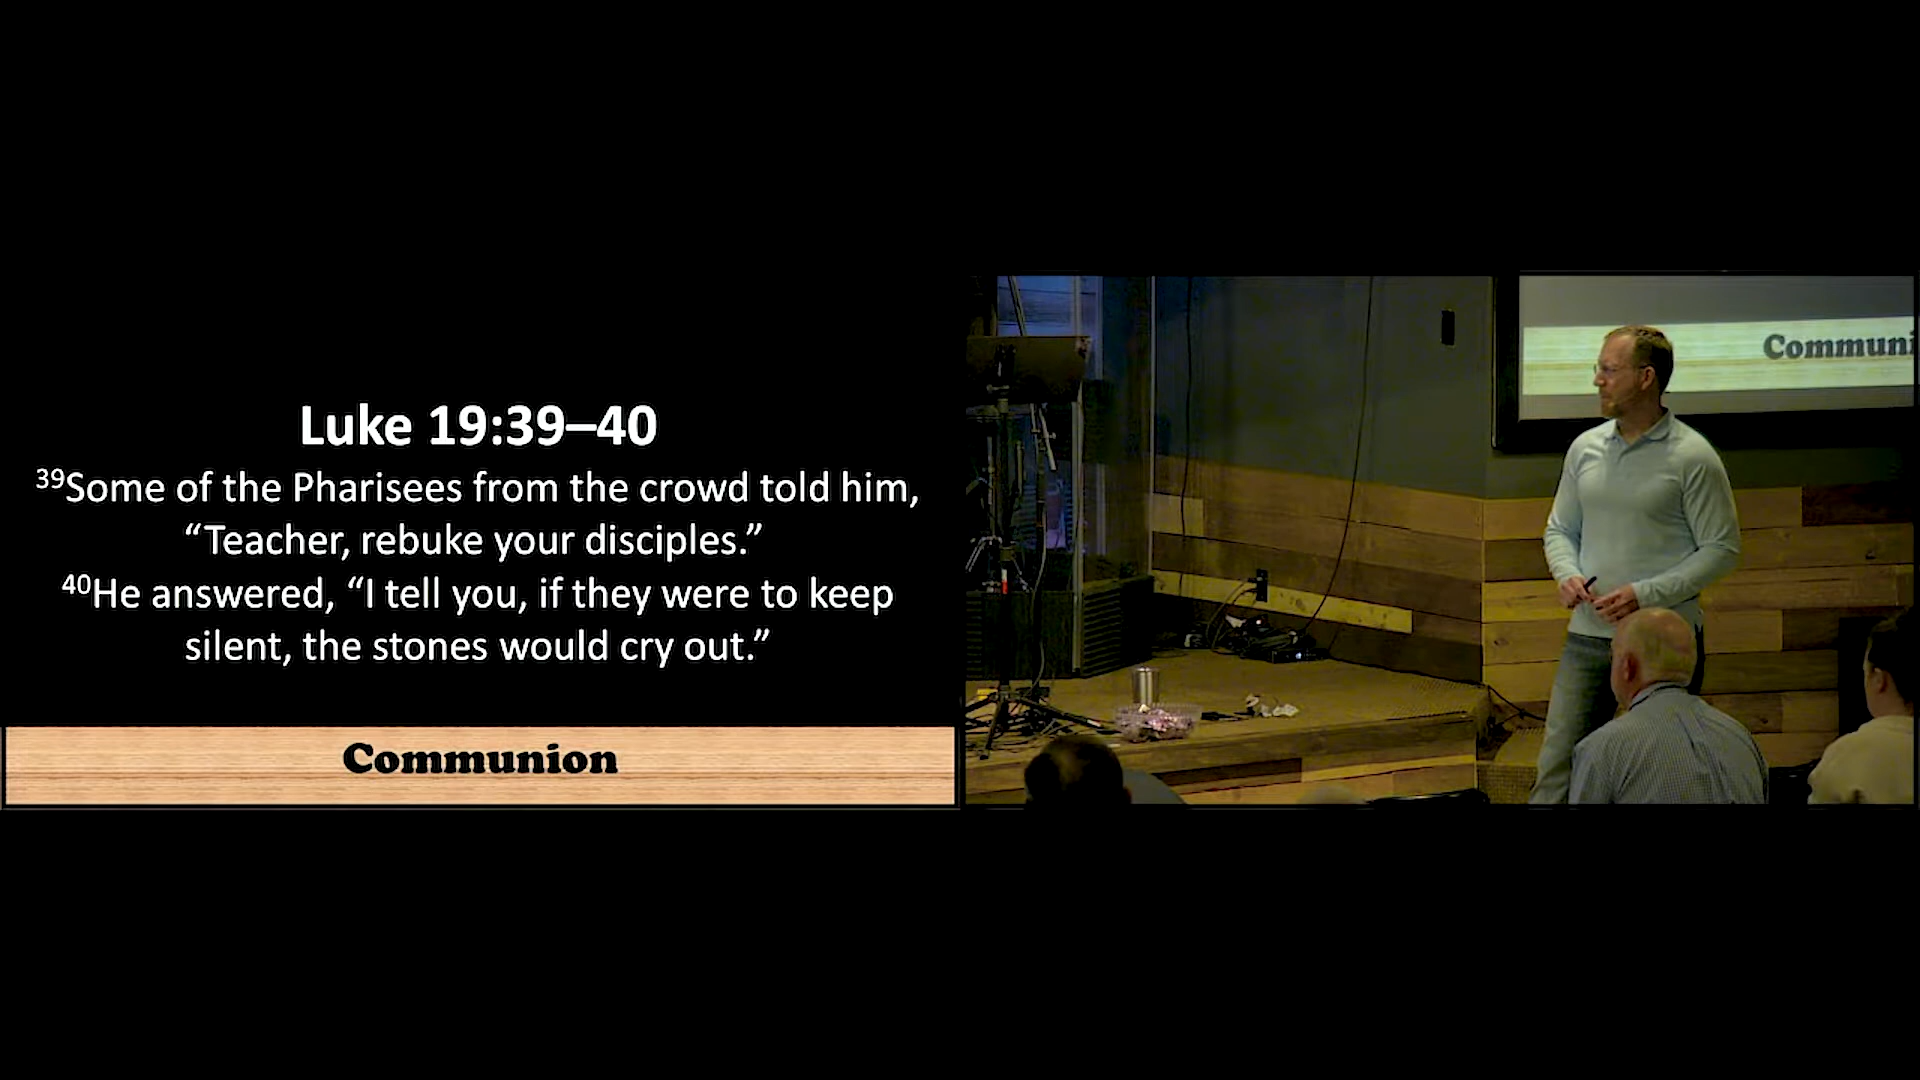 Luke 19:39–40
39Some of the Pharisees from the crowd told him,
“Teacher, rebuke your disciples.”
40He answered, “I tell you, if they were to keep
silent, the stones would cry out.”
Communion
Communi